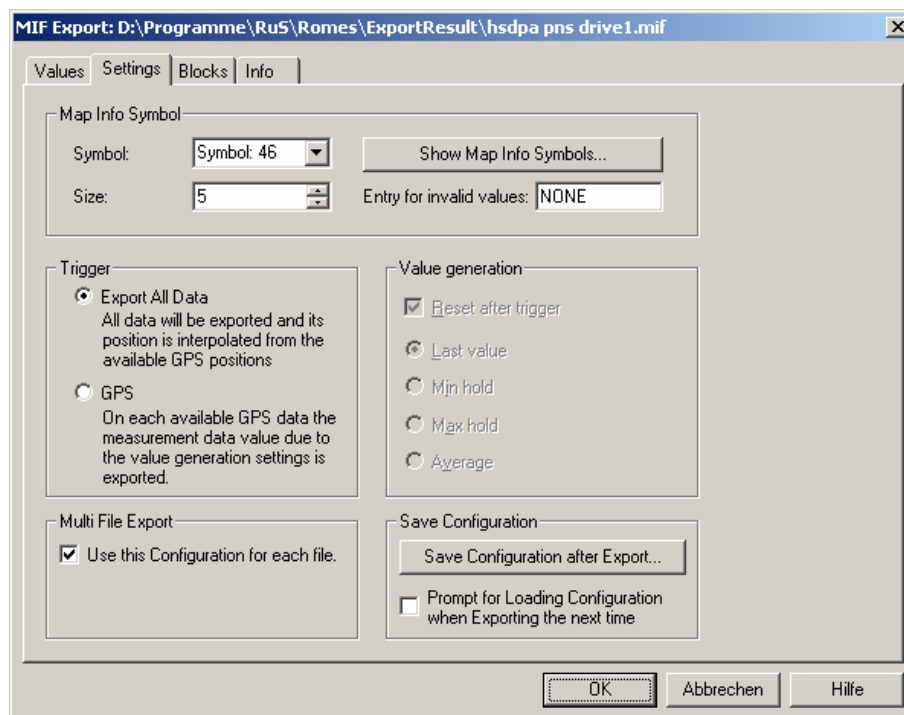 MIF Export: D:\Programme\RuS\Romes\ExportResult\hsdpa pns drive1.mif
Values Settings Blocks Info
Map Info Symbol
Symbol: Symbol: 46 Show Map Info Symbols...
Size: 5 Entry for invalid values: NONE
Trigger
Export All Data
All data will be exported and its
position is interpolated from the
available GPS positions
GPS
On each available GPS data the
measurement data value due to
the value generation settings is
exported.
Value generation
Reset after trigger
Last value
Min hold
Max hold
Average
Multi File Export
Use this Configuration for each file.
Save Configuration
Save Configuration after Export...
Prompt for Loading Configuration
when Exporting the next time
OK Abbrechen Hilfe